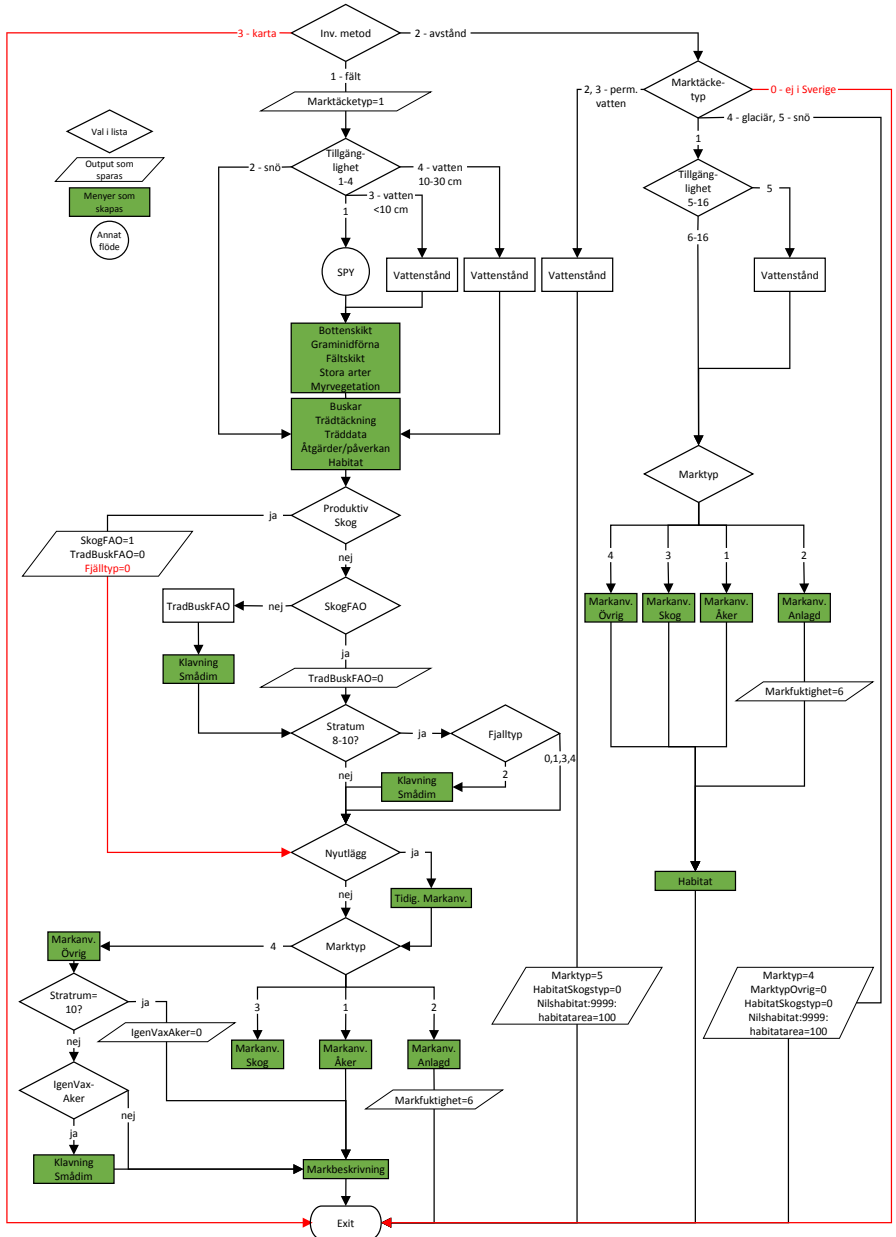 3 - karta
Inv. metod
2 - avstånd
1 - fält
Marktäcketyp=1
2, 3 - perm.
vatten
Marktäcke-
typ
0 - ej i Sverige
4 - glaciär, 5 - snö
1
Val i lista
Output som
sparas
Menyer som
skapas
Annat
flöde
2 - snö
Tillgäng-
lighet
1-4
4 - vatten
10-30 cm
3 - vatten
<10 cm
1
Tillgäng-
lighet
5-16
5
6-16
SPY
Vattenstånd
Vattenstånd
Vattenstånd
Vattenstånd
Bottenskikt
Graminidförna
Fältskikt
Stora arter
Myrvegetation
Buskar
Trädtäckning
Träddata
Åtgärder/påverkan
Habitat
Marktyp
ja
Produktiv
Skog
nej
SkogFAO=1
TradBuskFAO=0
Fjälltyp=0
4
3
1
2
Markanv.
Övrig
Markanv.
Skog
Markanv.
Åker
Markanv.
Anlagd
TradBuskFAO
nej
SkogFAO
ja
Klavning
Smådim
TradBuskFAO=0
Markfuktighet=6
Stratum
8-10?
ja
Fjalltyp
nej
0,1,3,4
2
Klavning
Smådim
Nyutlägg
ja
nej
Tidig. Markanv.
Habitat
Markanv.
Övrig
4
Marktyp
Stratrum=
10?
ja
IgenVaxAker=0
nej
3
1
2
Markanv.
Skog
Markanv.
Åker
Markanv.
Anlagd
Marktyp=5
HabitatSkogstyp=0
Nilshabitat:9999:
habitatarea=100
Marktyp=4
MarktypOvrig=0
HabitatSkogstyp=0
Nilshabitat:9999:
habitatarea=100
IgenVax-
Aker
nej
ja
Markfuktighet=6
Klavning
Smådim
Markbeskrivning
Exit